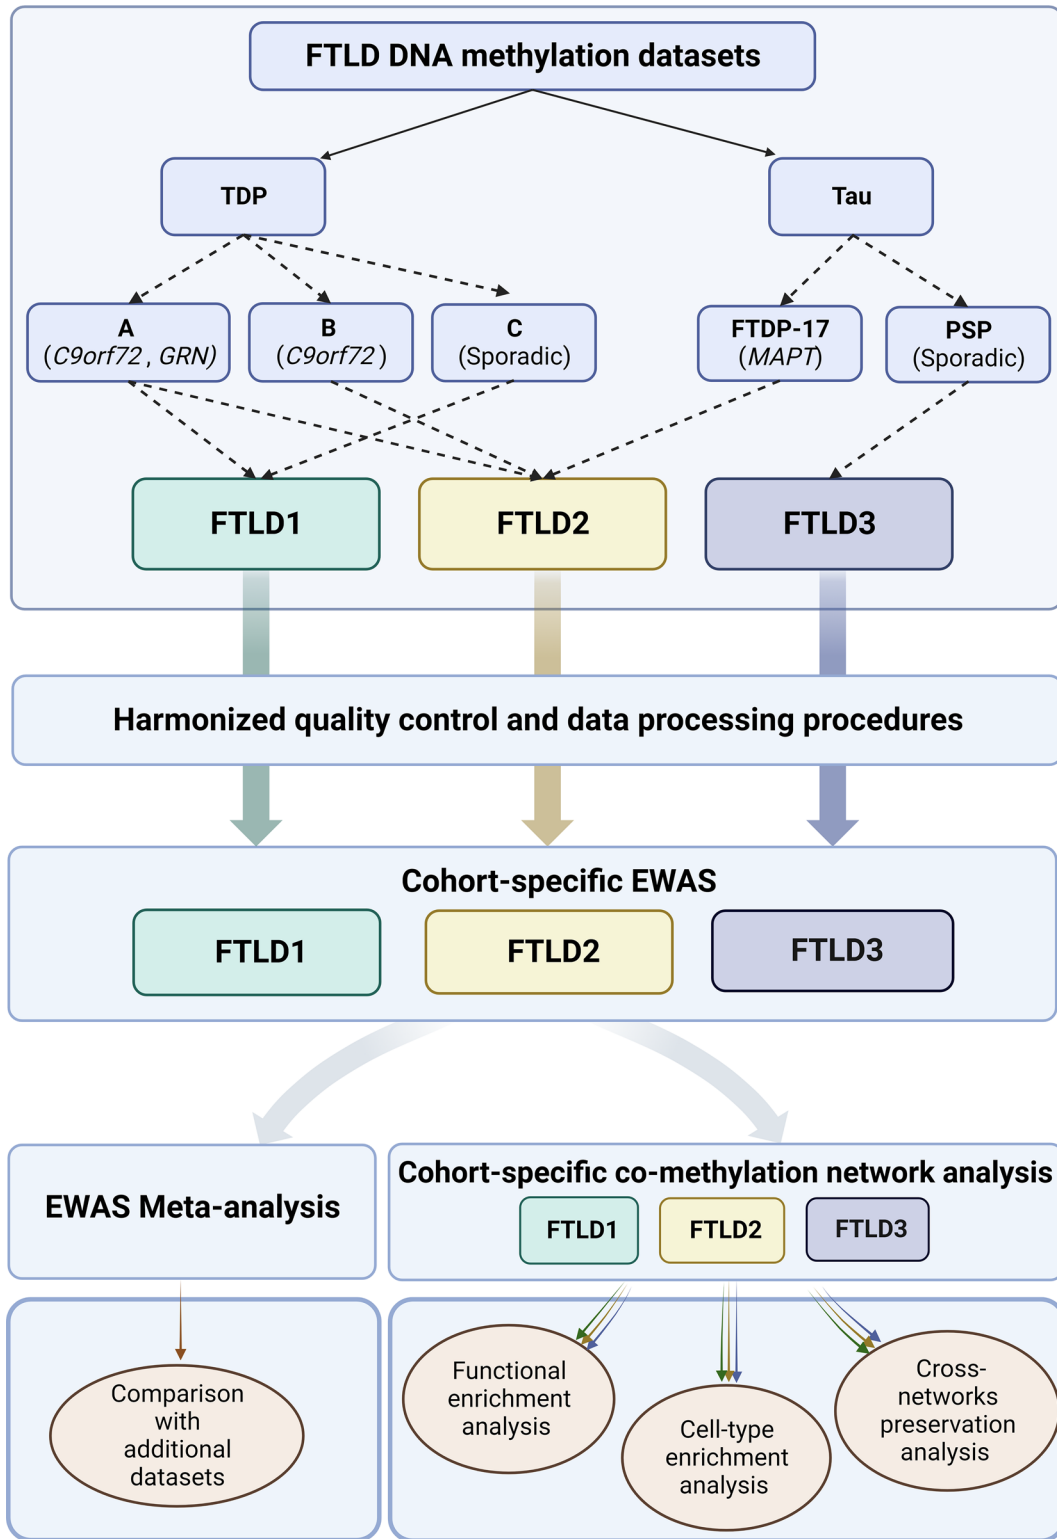 FTLD DNA methylation datasets
TDP
Tau
A
(C9orf72, GRN)
B
(C9orf72)
C
(Sporadic)
FTDP-17
(MAPT)
PSP
(Sporadic)
FTLD1
FTLD2
FTLD3
Harmonized quality control and data processing procedures
Cohort-specific EWAS
FTLD1
FTLD2
FTLD3
EWAS Meta-analysis
Cohort-specific co-methylation network analysis
FTLD1
FTLD2
FTLD3
Comparison
with
additional
datasets
Functional
enrichment
analysis
Cell-type
enrichment
analysis
Cross-
networks
preservation
analysis